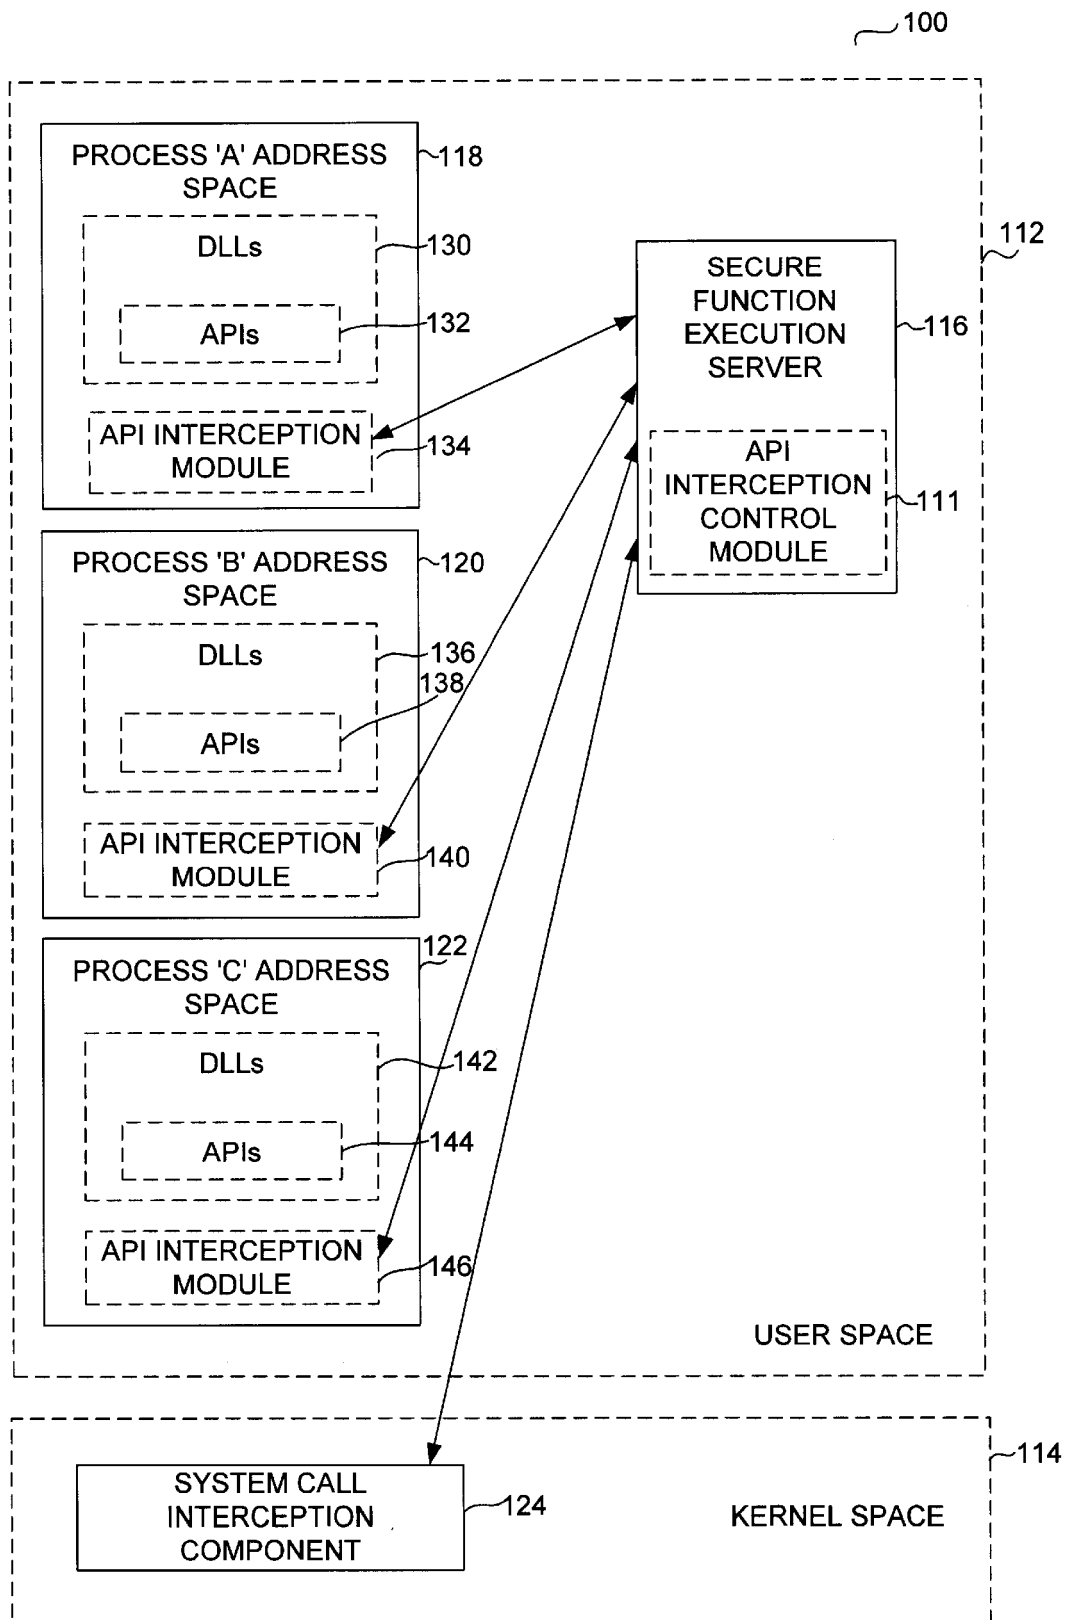 100
PROCESS 'A' ADDRESS
SPACE
118
DLLs
130
APIs
132
API INTERCEPTION
MODULE
134
112
SECURE
FUNCTION
EXECUTION
SERVER
116
API
INTERCEPTION
CONTROL
MODULE
111
PROCESS 'B' ADDRESS
SPACE
120
DLLs
136
138
APIs
API INTERCEPTION
MODULE
140
PROCESS 'C' ADDRESS
SPACE
122
DLLs
142
APIs
144
API INTERCEPTION
MODULE
146
USER SPACE
114
SYSTEM CALL
INTERCEPTION
COMPONENT
124
KERNEL SPACE